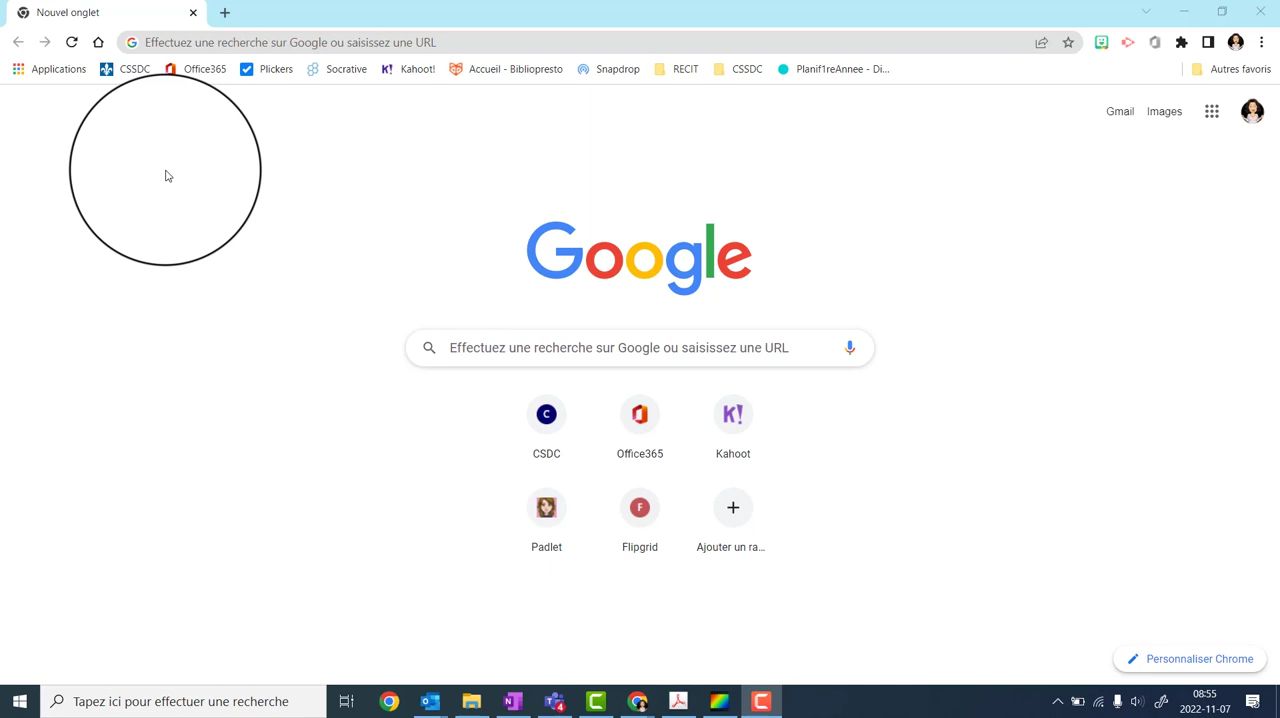 Nouvel onglet
Effectuez une recherche sur Google ou saisissez une URL
Applications CSSDC Office365 Plickers Socrative Kahoot! Accueil - Bibliopresto Snapdrop RECIT CSSDC Planif1reAnnee - Di... Autres favoris
Gmail Images
Google
Effectuez une recherche sur Google ou saisissez une URL
C K!
CSDC Office365 Kahoot
F
Padlet Flipgrid Ajouter un ra...
Personnaliser Chrome
Tapez ici pour effectuer une recherche
08:55
2022-11-07